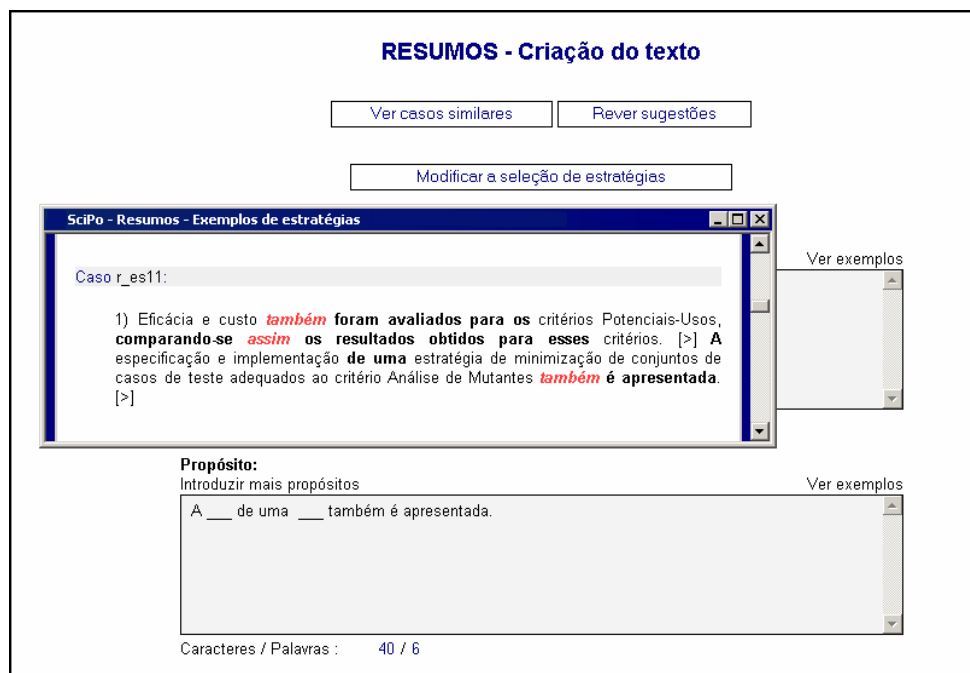 RESUMOS - Criação do texto
Ver casos similares
Rever sugestões
Modificar a seleção de estratégias
SciPo - Resumos - Exemplos de estratégias
Ver exemplos
Caso r_es11:
1) Eficácia e custo também foram avaliados para os critérios Potenciais-Usos,
comparando-se assim os resultados obtidos para esses critérios. [>] A
especificação e implementação de uma estratégia de minimização de conjuntos de
casos de teste adequados ao critério Análise de Mutantes também é apresentada.
[>]
Propósito:
Introduzir mais propósitos
Ver exemplos
A ___ de uma ___ também é apresentada.
Caracteres / Palavras : 40 / 6